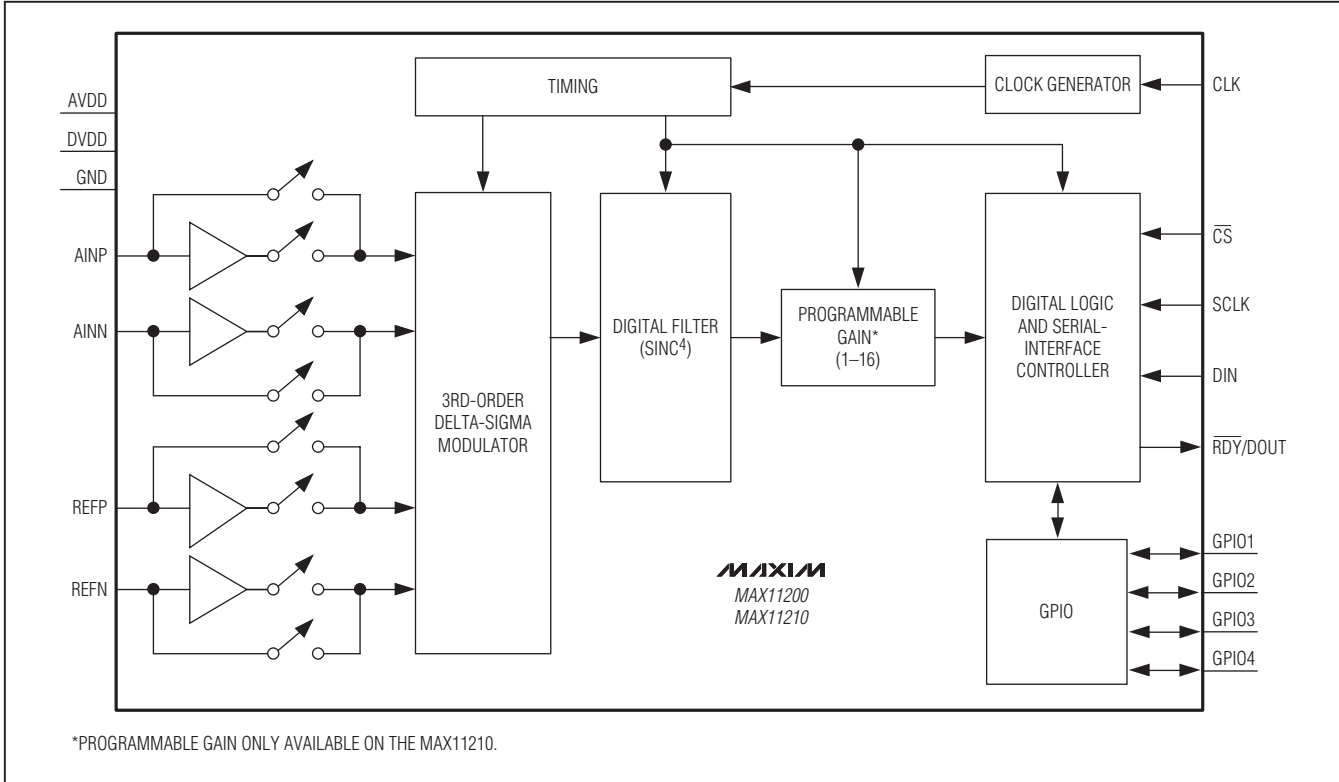 TIMING
CLOCK GENERATOR
CLK
AVDD
DVDD
GND
AINP
AINN
REFP
REFN
3RD-ORDER
DELTA-SIGMA
MODULATOR
DIGITAL FILTER
(SINC⁴)
PROGRAMMABLE
GAIN*
(1–16)
DIGITAL LOGIC
AND SERIAL-
INTERFACE
CONTROLLER
C̅S̅
SCLK
DIN
R̅D̅Y̅/DOUT
GPIO
GPIO1
GPIO2
GPIO3
GPIO4
MAXIM
MAX11200
MAX11210
*PROGRAMMABLE GAIN ONLY AVAILABLE ON THE MAX11210.